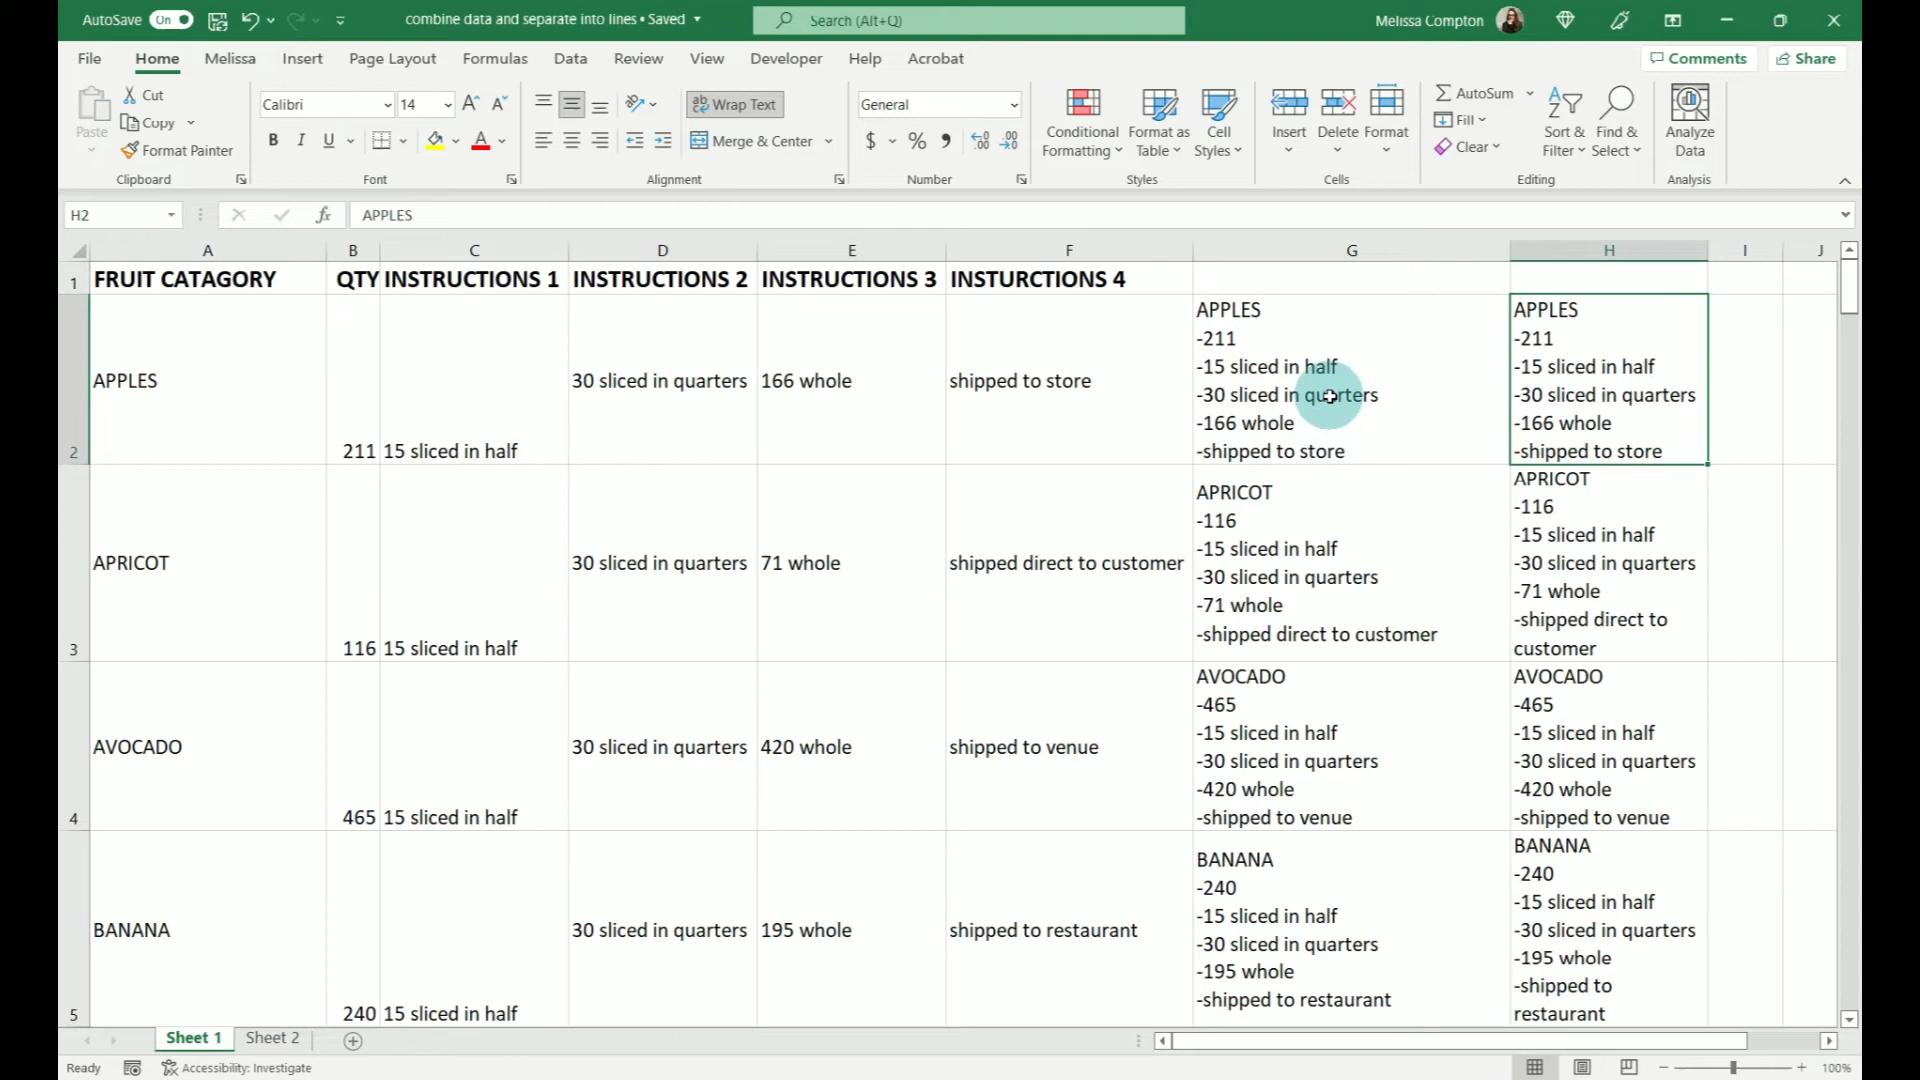 AutoSave On combine data and separate into lines • Saved Search (Alt+Q) Melissa Compton
File Home Melissa Insert Page Layout Formulas Data Review View Developer Help Acrobat Comments Share
Paste
Cut
Copy
Format Painter
Clipboard
Calibri 14
B I U
Font
Wrap Text
Merge & Center
Alignment
General
$ % 9
Number
Conditional Formatting
Format as Table
Cell Styles
Styles
Insert Delete Format
Cells
AutoSum
Fill
Clear
Sort & Filter
Find & Select
Editing
Analyze Data
Analysis
H2 fx APPLES
A B C D E F G H I J
1 FRUIT CATAGORY QTY INSTRUCTIONS 1 INSTRUCTIONS 2 INSTRUCTIONS 3 INSTURCTIONS 4
2 APPLES 211 15 sliced in half 30 sliced in quarters 166 whole shipped to store
APPLES
-211
-15 sliced in half
-30 sliced in quarters
-166 whole
-shipped to store
APPLES
-211
-15 sliced in half
-30 sliced in quarters
-166 whole
-shipped to store
3 APRICOT 116 15 sliced in half 30 sliced in quarters 71 whole shipped direct to customer
APRICOT
-116
-15 sliced in half
-30 sliced in quarters
-71 whole
-shipped direct to customer
APRICOT
-116
-15 sliced in half
-30 sliced in quarters
-71 whole
-shipped direct to
customer
4 AVOCADO 465 15 sliced in half 30 sliced in quarters 420 whole shipped to venue
AVOCADO
-465
-15 sliced in half
-30 sliced in quarters
-420 whole
-shipped to venue
AVOCADO
-465
-15 sliced in half
-30 sliced in quarters
-420 whole
-shipped to venue
5 BANANA 240 15 sliced in half 30 sliced in quarters 195 whole shipped to restaurant
BANANA
-240
-15 sliced in half
-30 sliced in quarters
-195 whole
-shipped to restaurant
BANANA
-240
-15 sliced in half
-30 sliced in quarters
-195 whole
-shipped to
restaurant
Sheet 1 Sheet 2
Ready Accessibility: Investigate 100%